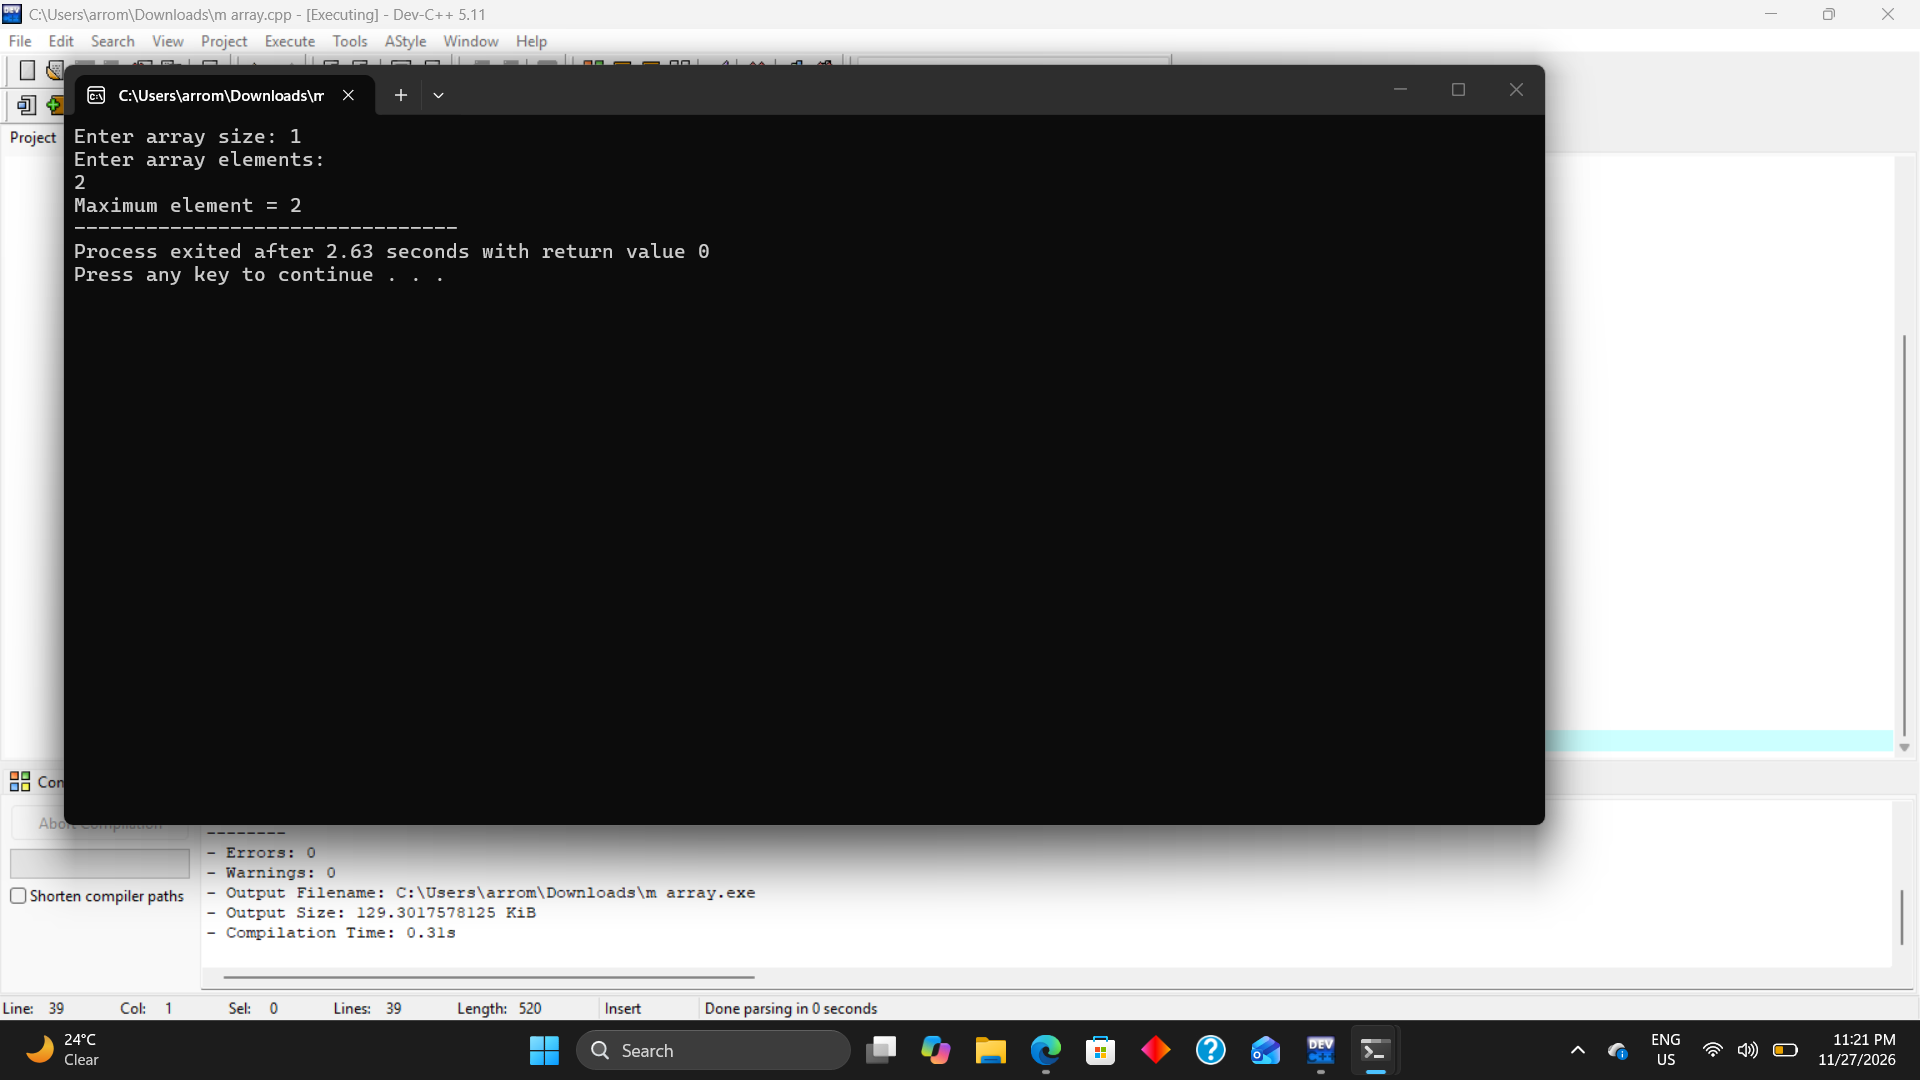 C:\Users\arrom\Downloads\m array.cpp - [Executing] - Dev-C++ 5.11
File Edit Search View Project Execute Tools AStyle Window Help
C:\Users\arrom\Downloads\m
Project
Enter array size: 1
Enter array elements:
2
Maximum element = 2
--------------------------------
Process exited after 2.63 seconds with return value 0
Press any key to continue . . .
--------
- Errors: 0
- Warnings: 0
- Output Filename: C:\Users\arrom\Downloads\m array.exe
- Output Size: 129.3017578125 KiB
- Compilation Time: 0.31s
Shorten compiler paths
Line: 39 Col: 1 Sel: 0 Lines: 39 Length: 520 Insert Done parsing in 0 seconds
24°C
Clear
Search
DEV
ENG
US
11:21 PM
11/27/2026